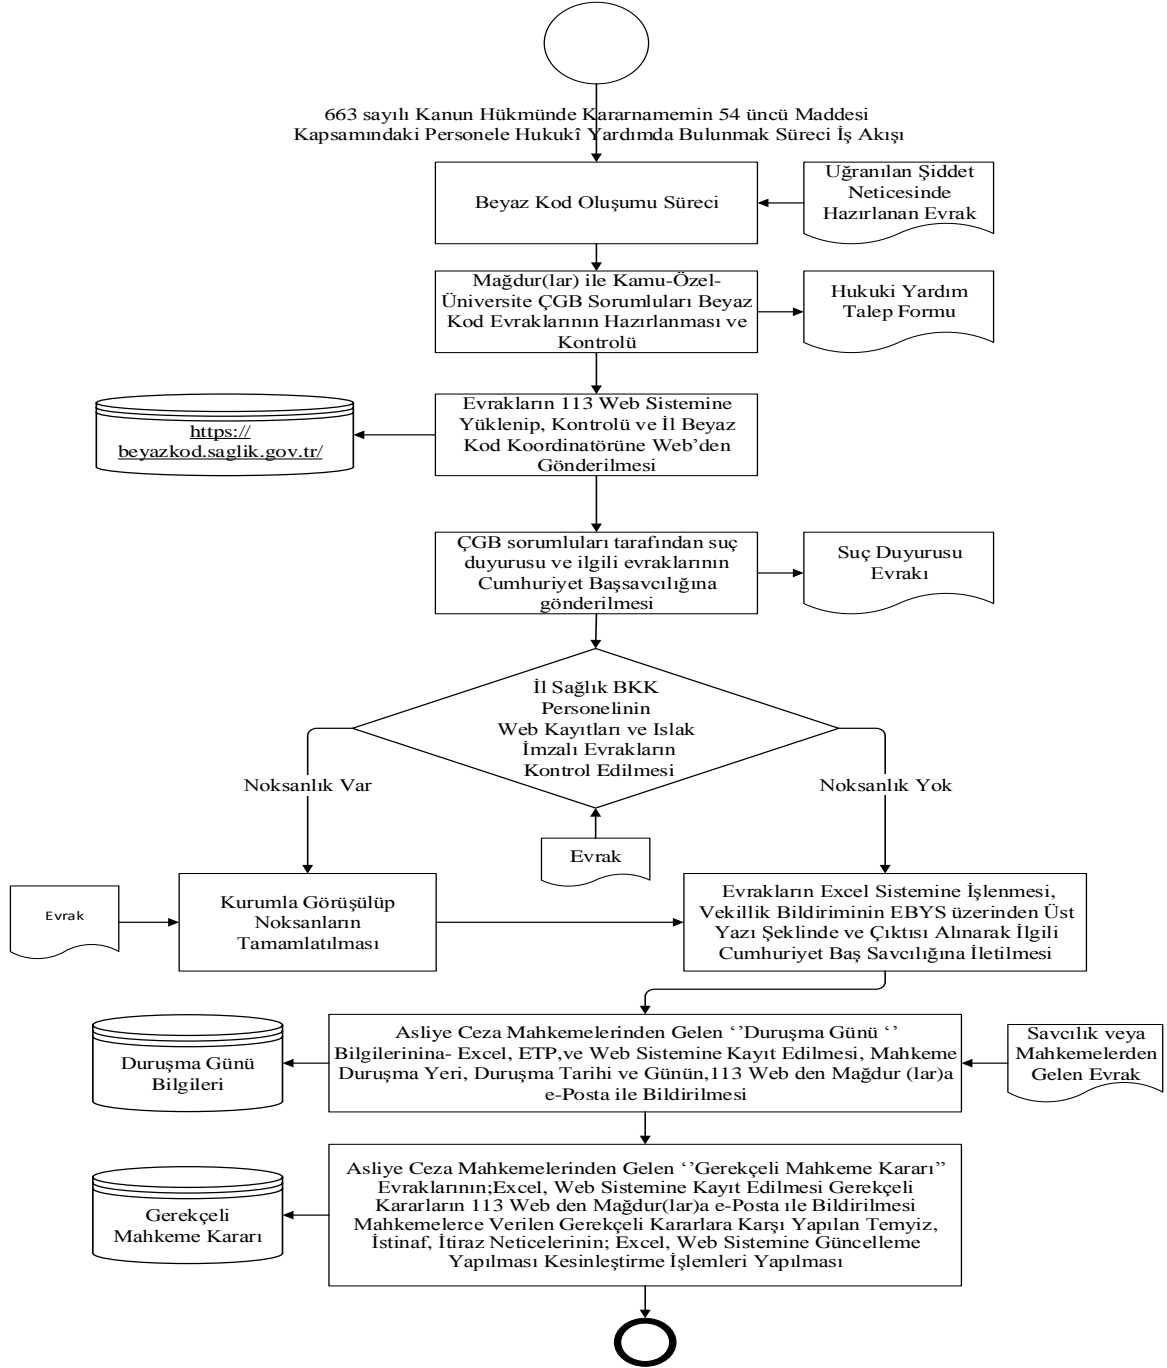 663 sayılı Kanun Hükmünde Kararnamemin 54 üncü Maddesi
Kapsamındaki Personele Hukukî Yardımda Bulunmak Süreci İş Akışı
Beyaz Kod Oluşumu Süreci
Uğranılan Şiddet
Neticesinde
Hazırlanan Evrak
Mağdur(lar) ile Kamu-Özel-
Üniversite ÇGB Sorumluları Beyaz
Kod Evraklarının Hazırlanması ve
Kontrolü
Hukuki Yardım
Talep Formu
Evrakların 113 Web Sistemine
Yüklenip, Kontrolü ve İl Beyaz
Kod Koordinatörüne Web’den
Gönderilmesi
https://
beyazkod.saglik.gov.tr/
ÇGB sorumluları tarafından suç
duyurusu ve ilgili evraklarının
Cumhuriyet Başsavcılığına
gönderilmesi
Suç Duyurusu
Evrakı
İl Sağlık BKK
Personelinin
Web Kayıtları ve Islak
İmzalı Evrakların
Kontrol Edilmesi
Noksanlık Var
Noksanlık Yok
Evrak
Evrak
Kurumla Görüşülüp
Noksanların
Tamamlatılması
Evrakların Excel Sistemine İşlenmesi,
Vekillik Bildiriminin EBYS üzerinden Üst
Yazı Şeklinde ve Çıktısı Alınarak İlgili
Cumhuriyet Baş Savcılığına İletilmesi
Duruşma Günü
Bilgileri
Asliye Ceza Mahkemelerinden Gelen ‘’Duruşma Günü ‘’
Bilgilerinina- Excel, ETP,ve Web Sistemine Kayıt Edilmesi, Mahkeme
Duruşma Yeri, Duruşma Tarihi ve Günün,113 Web den Mağdur (lar)a
e-Posta ile Bildirilmesi
Savcılık veya
Mahkemelerden
Gelen Evrak
Gerekçeli
Mahkeme Kararı
Asliye Ceza Mahkemelerinden Gelen ‘’Gerekçeli Mahkeme Kararı”
Evraklarının;Excel, Web Sistemine Kayıt Edilmesi Gerekçeli
Kararların 113 Web den Mağdur(lar)a e-Posta ıle Bildirilmesi
Mahkemelerce Verilen Gerekçeli Kararlara Karşı Yapılan Temyiz,
İstinaf, İtiraz Neticelerinin; Excel, Web Sistemine Güncelleme
Yapılması Kesinleştirme İşlemleri Yapılması